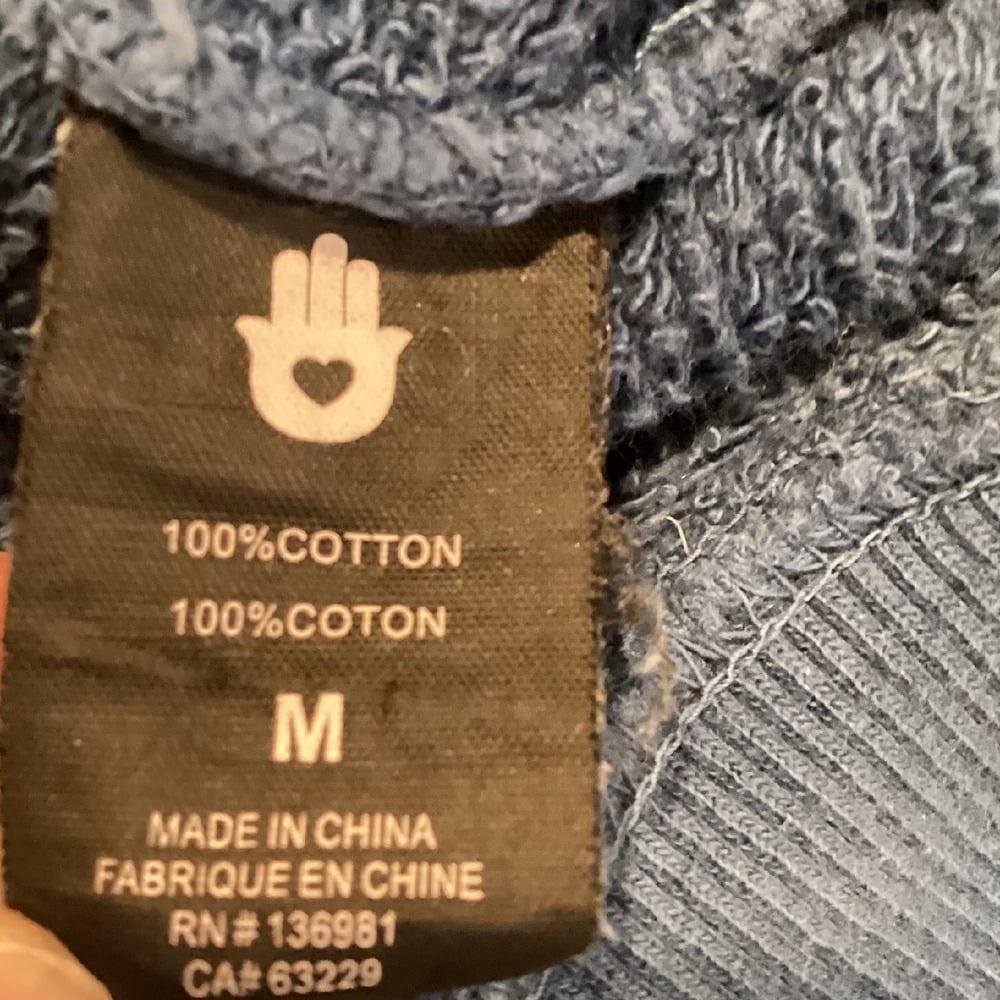 100%COTTON
100%COTON
M
MADE IN CHINA
FABRIQUE EN CHINE
RN# 136981
CA# 63229